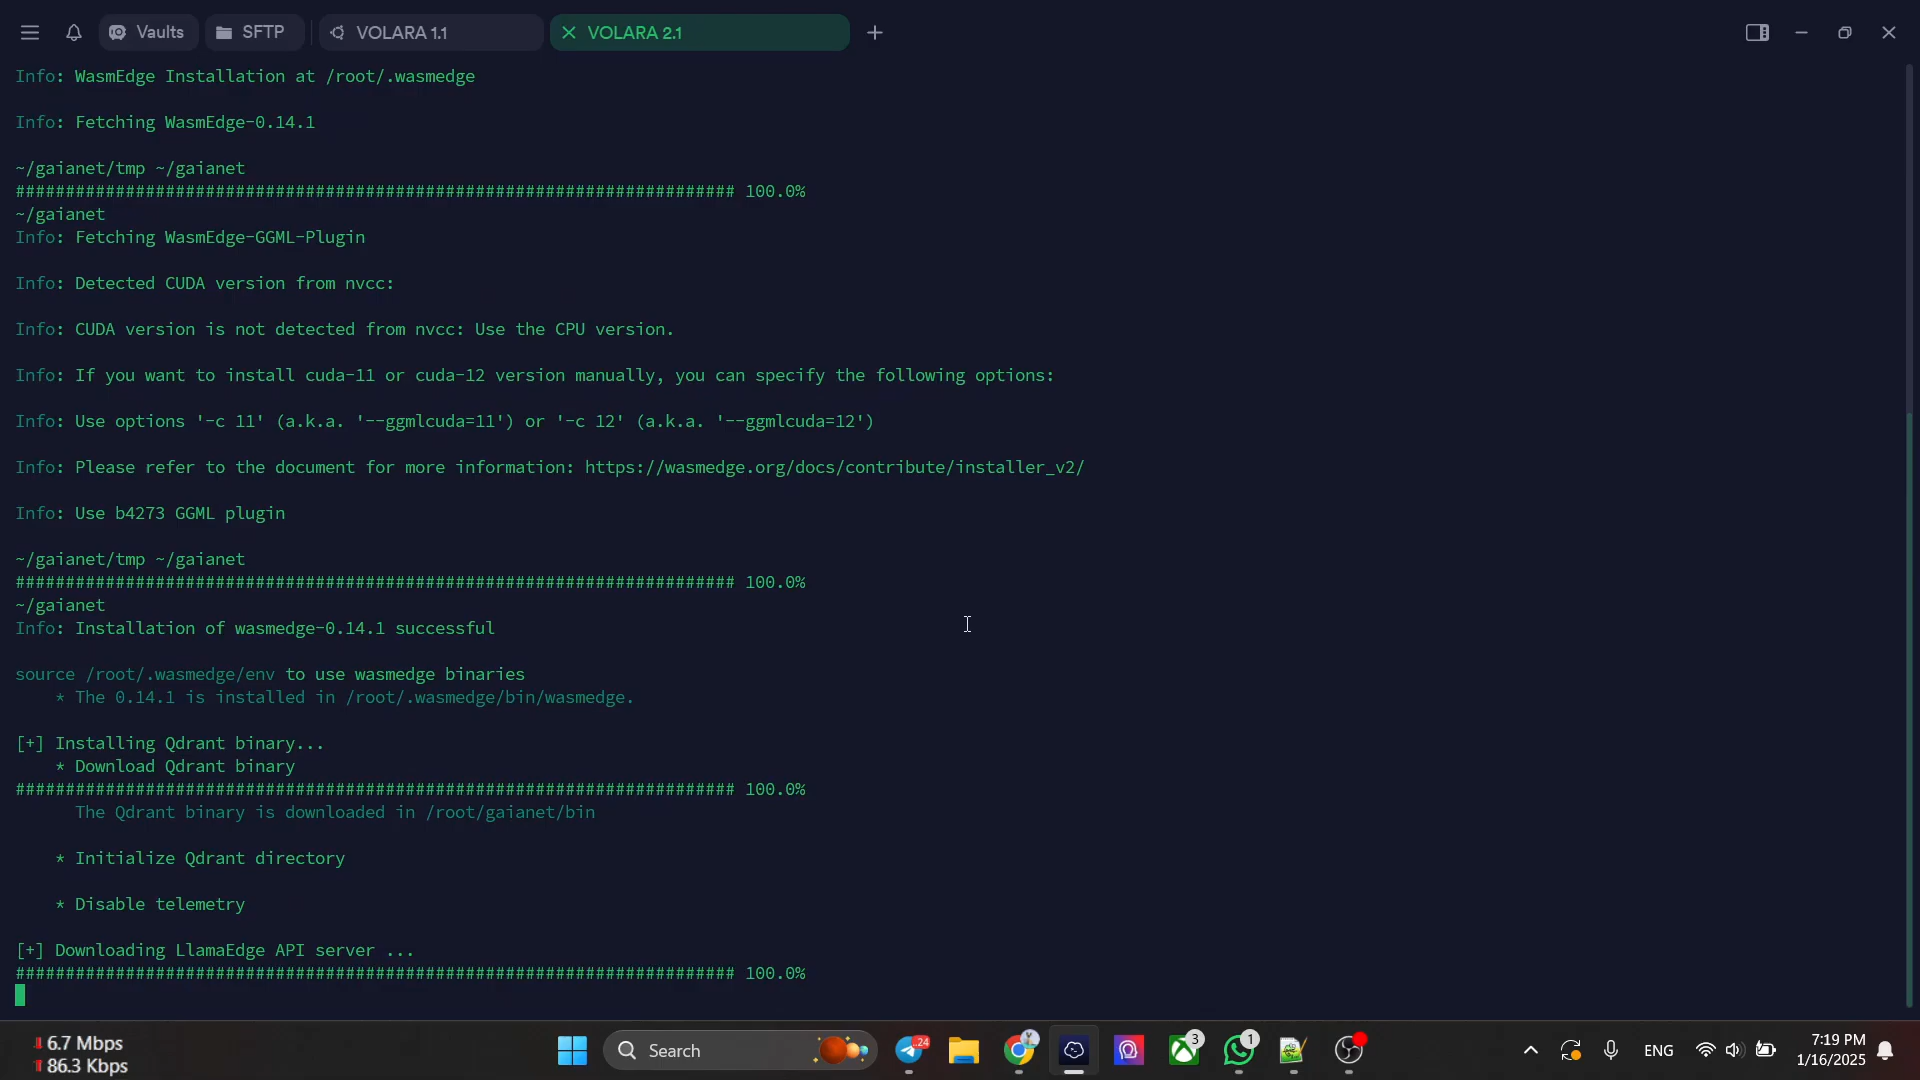 Vaults
SFTP
VOLARA 1.1
VOLARA 2.1
Info: WasmEdge Installation at /root/.wasmedge
Info: Fetching WasmEdge-0.14.1
~/gaianet/tmp ~/gaianet
######################################################################## 100.0%
~/gaianet
Info: Fetching WasmEdge-GGML-Plugin
Info: Detected CUDA version from nvcc:
Info: CUDA version is not detected from nvcc: Use the CPU version.
Info: If you want to install cuda-11 or cuda-12 version manually, you can specify the following options:
Info: Use options '-c 11' (a.k.a. '--ggmlcuda=11') or '-c 12' (a.k.a. '--ggmlcuda=12')
Info: Please refer to the document for more information: https://wasmedge.org/docs/contribute/installer_v2/
Info: Use b4273 GGML plugin
~/gaianet/tmp ~/gaianet
######################################################################## 100.0%
~/gaianet
Info: Installation of wasmedge-0.14.1 successful
source /root/.wasmedge/env to use wasmedge binaries
* The 0.14.1 is installed in /root/.wasmedge/bin/wasmedge.
[+] Installing Qdrant binary...
* Download Qdrant binary
######################################################################## 100.0%
The Qdrant binary is downloaded in /root/gaianet/bin
* Initialize Qdrant directory
* Disable telemetry
[+] Downloading LlamaEdge API server ...
######################################################################## 100.0%
6.7 Mbps
86.3 Kbps
Search
24
3
1
ENG
7:19 PM
1/16/2025